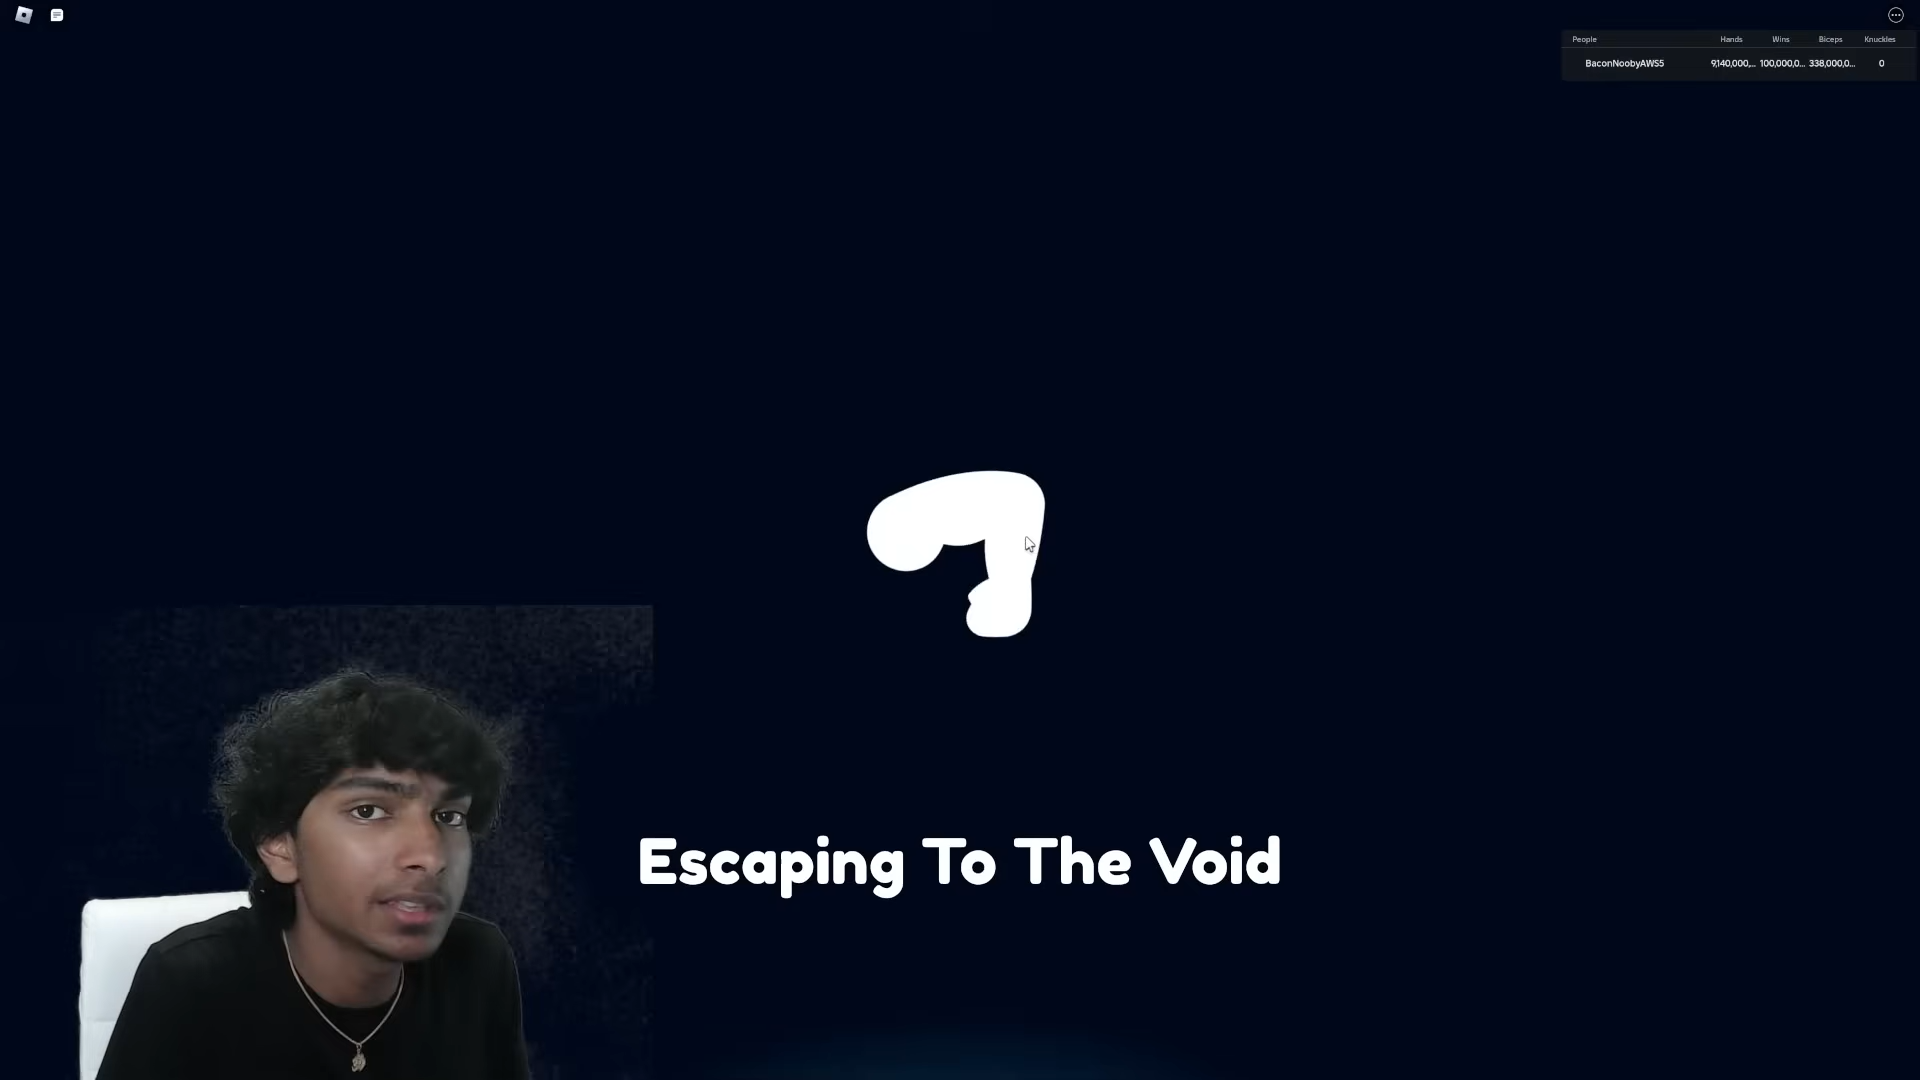 People Hands Wins Biceps Knuckles
BaconNoobyAWS5 9,140,000,... 100,000,0... 338,000,0... 0
Escaping To The Void